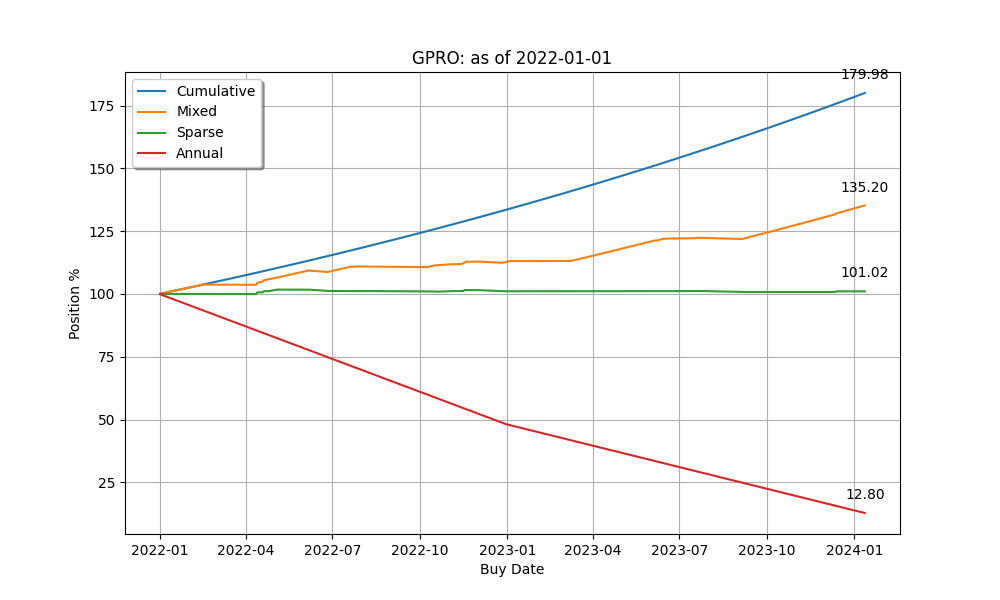 GPRO: as of 2022-01-01
179.98
Cumulative
Mixed
Sparse
Annual
135.20
101.02
12.80
175
150
125
100
75
50
25
Position %
2022-01 2022-04 2022-07 2022-10 2023-01 2023-04 2023-07 2023-10 2024-01
Buy Date